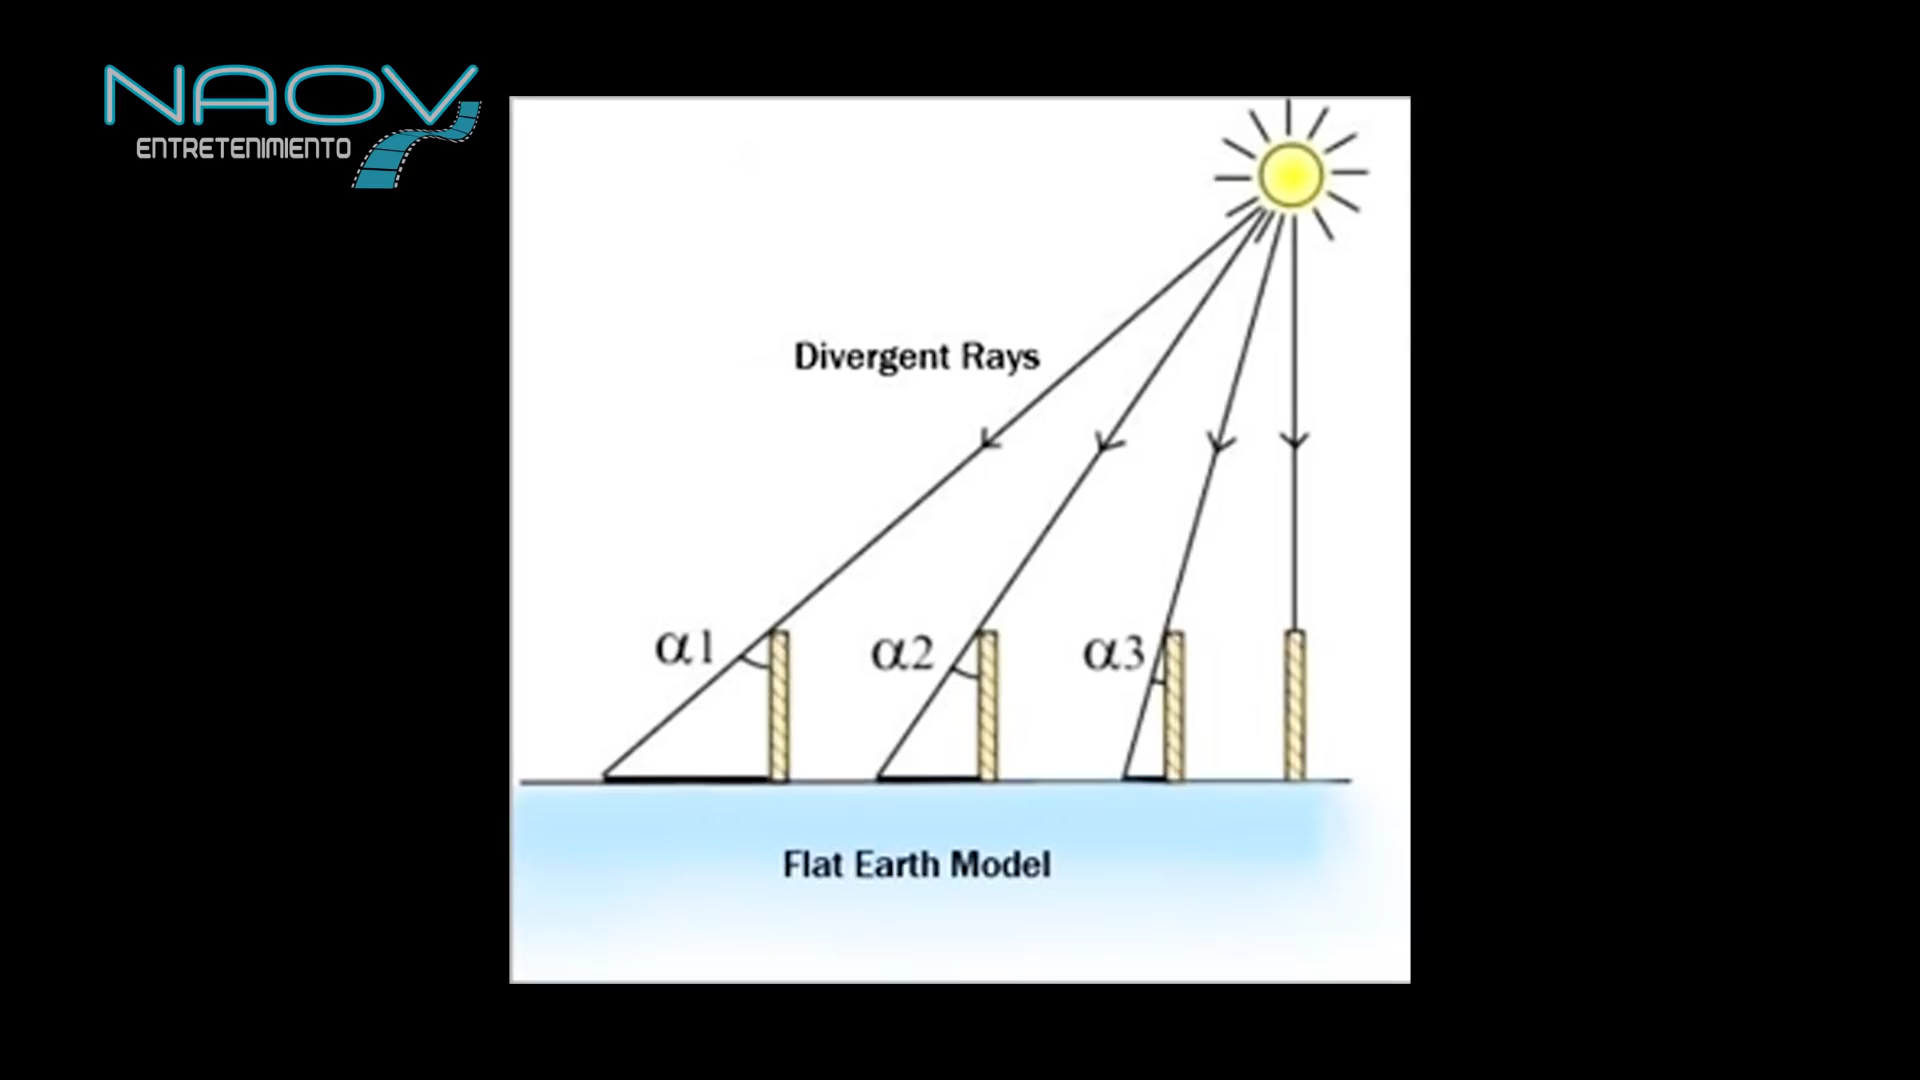 NAOV
ENTRETENIMIENTO
Divergent Rays
α1
α2
α3
Flat Earth Model